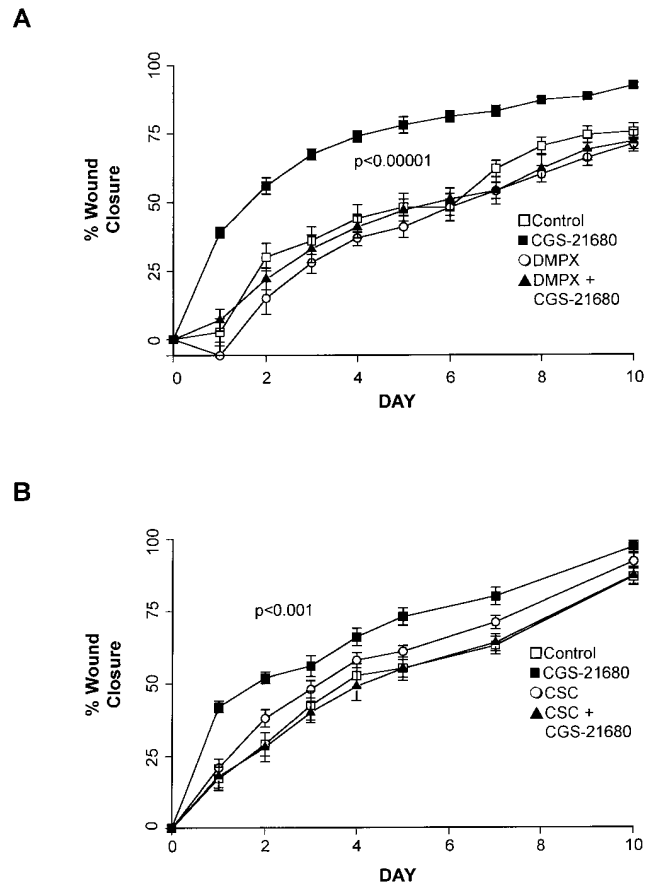 A
100
75
50
25
0
% Wound
Closure
p<0.00001
Control
CGS-21680
DMPX
DMPX +
CGS-21680
0 2 4 6 8 10
DAY
B
100
75
50
25
0
% Wound
Closure
p<0.001
Control
CGS-21680
CSC
CSC +
CGS-21680
0 2 4 6 8 10
DAY